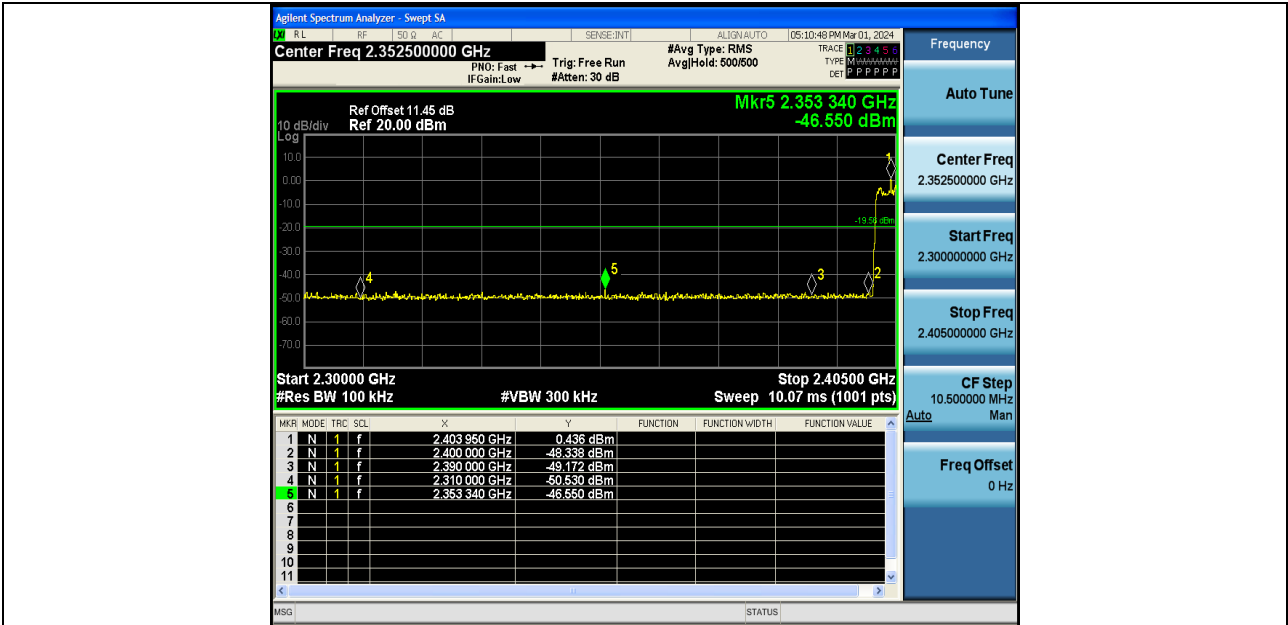 Agilent Spectrum Analyzer - Swept SA
RL RF 50 Ω AC SENSE:INT ALIGN AUTO 05:10:48 PM Mar 01, 2024
Center Freq 2.352500000 GHz
PNO: Fast
IFGain:Low
Trig: Free Run
#Atten: 30 dB
#Avg Type: RMS
Avg|Hold: 500/500
TRACE 1 2 3 4 5 6
TYPE M
DET P P P P P P
Ref Offset 11.45 dB
10 dB/div Ref 20.00 dBm
Log
Mkr5 2.353 340 GHz
-46.550 dBm
10.0
0.00
-10.0
-20.0
-30.0
-40.0
-50.0
-60.0
-70.0
1
-19.56 dBm
4
5
3
2
Start 2.30000 GHz Stop 2.40500 GHz
#Res BW 100 kHz #VBW 300 kHz Sweep 10.07 ms (1001 pts)
MKR MODE TRC SCL X Y FUNCTION FUNCTION WIDTH FUNCTION VALUE
1 N 1 f 2.403 950 GHz 0.436 dBm
2 N 1 f 2.400 000 GHz -48.338 dBm
3 N 1 f 2.390 000 GHz -49.172 dBm
4 N 1 f 2.310 000 GHz -50.530 dBm
5 N 1 f 2.353 340 GHz -46.550 dBm
6
7
8
9
10
11
MSG STATUS
Frequency
Auto Tune
Center Freq
2.352500000 GHz
Start Freq
2.300000000 GHz
Stop Freq
2.405000000 GHz
CF Step
10.500000 MHz
Auto Man
Freq Offset
0 Hz